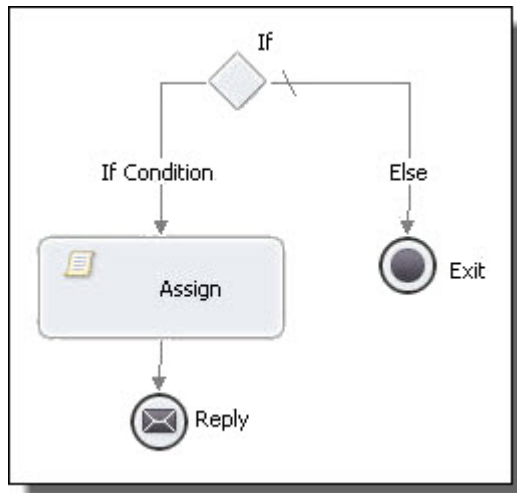 If
If Condition
Else
Assign
Exit
Reply